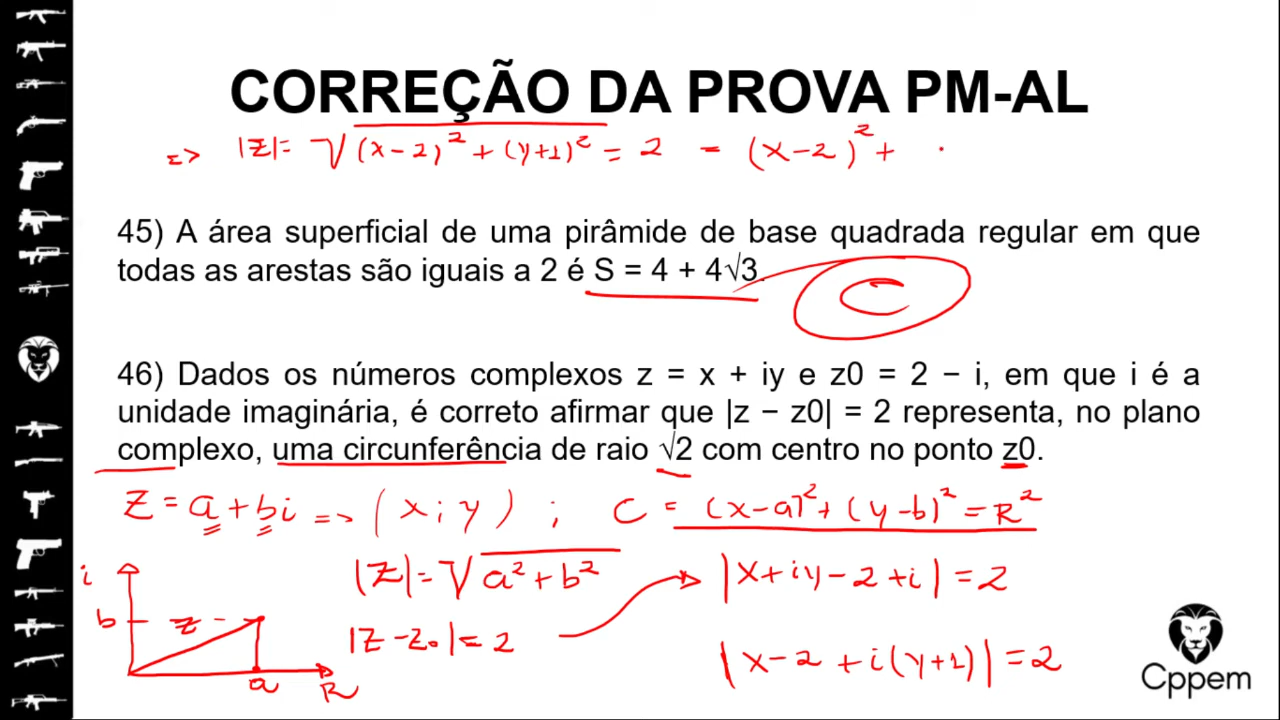 CORREÇÃO DA PROVA PM-AL
=> |Z|= √(x-2)² + (y+1)² = 2 = (x-2)² +
45) A área superficial de uma pirâmide de base quadrada regular em que
todas as arestas são iguais a 2 é S = 4 + 4√3.
C
46) Dados os números complexos z = x + iy e z0 = 2 − i, em que i é a
unidade imaginária, é correto afirmar que |z − z0| = 2 representa, no plano
complexo, uma circunferência de raio √2 com centro no ponto z0.
Z = a + bi => (x ; y) ; C = (x-a)² + (y-b)² = R²
|Z| = √a² + b²
|x + iy - 2 + i| = 2
i
b
z
|Z - Z0| = 2
|x - 2 + i(y+1)| = 2
a
R
Cppem